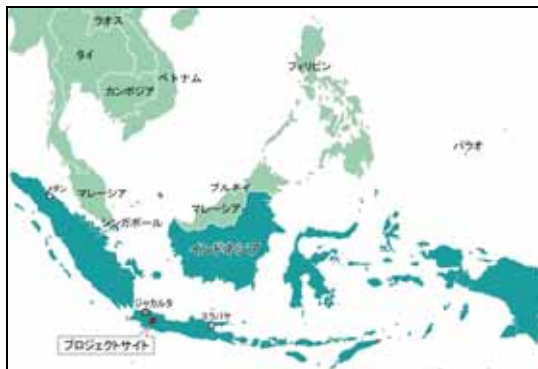 ラオス
タイ
ベトナム
カンボジア
フィリピン
パラオ
メダン
マレーシア
ブルネイ
マレーシア
シンガポール
インドネシア
ジャカルタ
スラバヤ
プロジェクトサイト